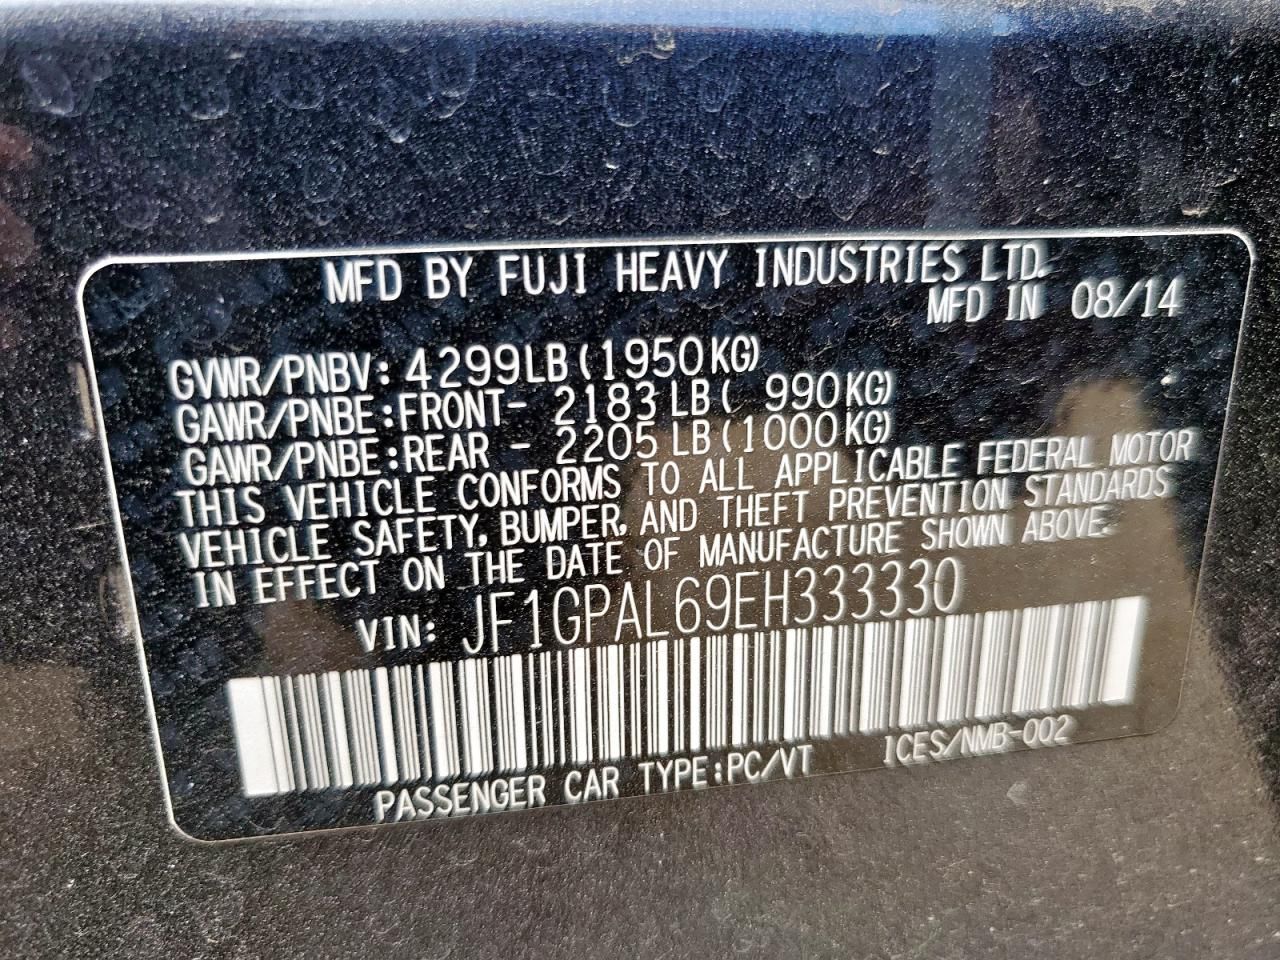 MFD BY FUJI HEAVY INDUSTRIES LTD.
MFD IN 08/14
GVWR/PNBV: 4299LB(1950KG)
GAWR/PNBE:FRONT- 2183LB( 990KG)
GAWR/PNBE:REAR - 2205LB(1000KG)
THIS VEHICLE CONFORMS TO ALL APPLICABLE FEDERAL MOTOR
VEHICLE SAFETY, BUMPER, AND THEFT PREVENTION STANDARDS
IN EFFECT ON THE DATE OF MANUFACTURE SHOWN ABOVE.
VIN: JF1GPAL69EH333330
PASSENGER CAR TYPE:PC/VT ICES/NMB-002